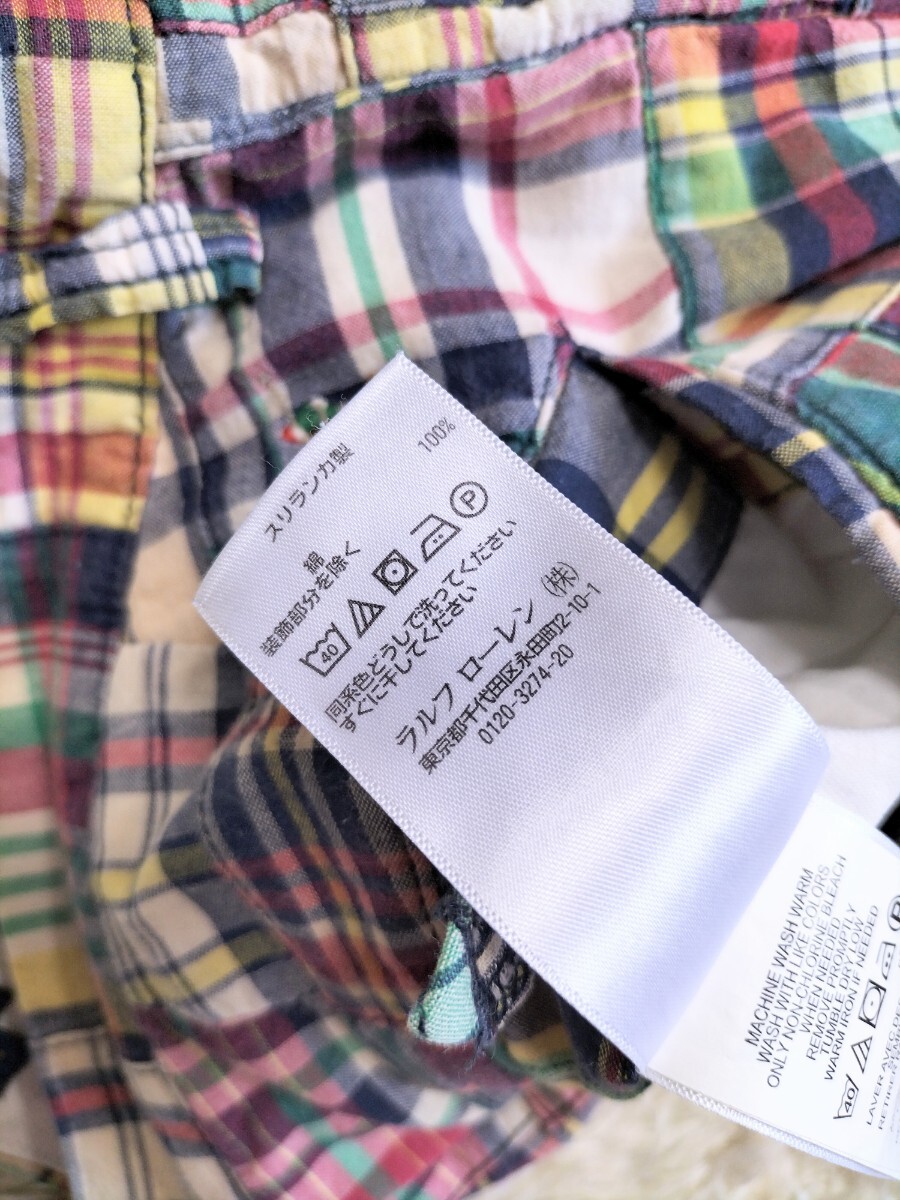 スリランカ製
綿 100%
装飾部分を除く
40 P
同系色どうしで洗ってください
すぐに干してください
ラルフ ローレン (株)
東京都千代田区永田町2-10-1
0120-3274-20
MACHINE WASH WARM
WASH WITH LIKE COLORS
ONLY NON-CHLORINE BLEACH
WHEN NEEDED
REMOVE PROMPTLY
TUMBLE DRY LOW
WARM IRON IF NEEDED
40